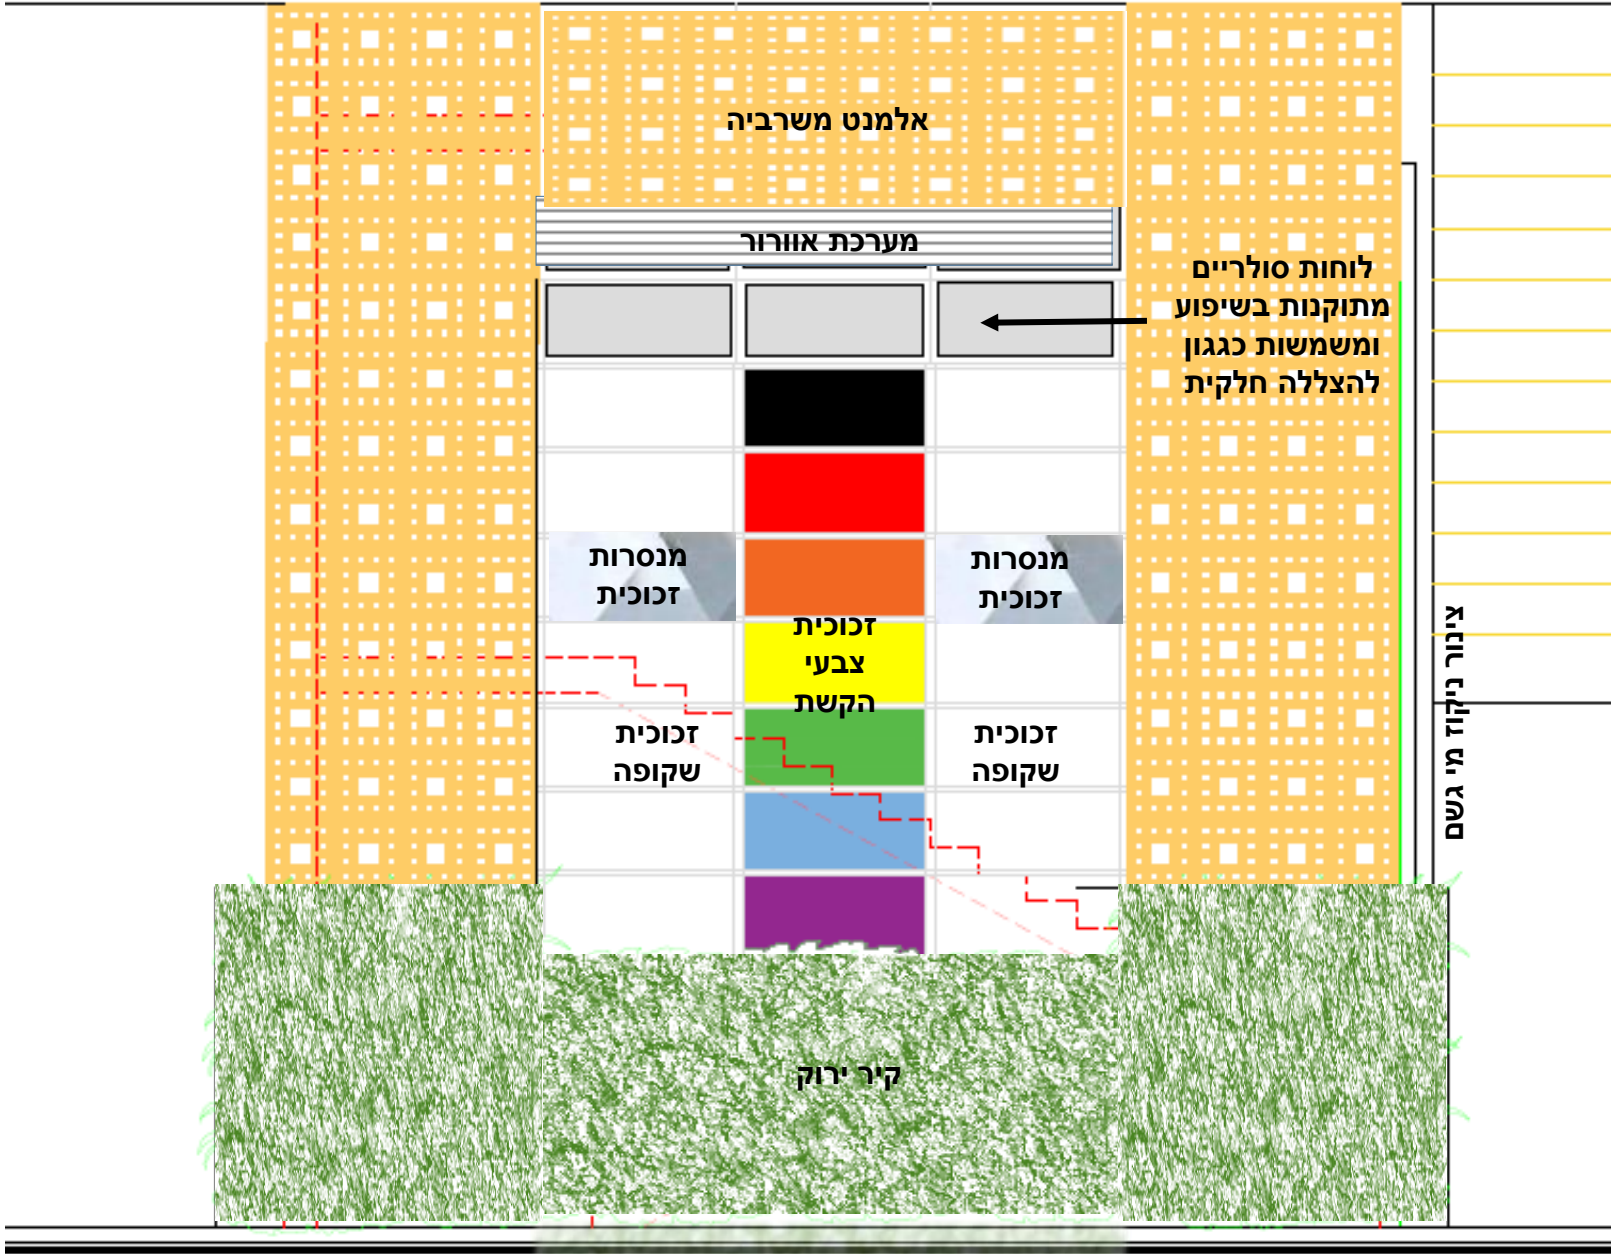 אלמנט משרביה
מערכת אוורור
לוחות סולריים
מתוקנות בשיפוע
ומשמשות כגגון
להצללה חלקית
מנסרות
זכוכית
מנסרות
זכוכית
זכוכית
צבעי
הקשת
זכוכית
שקופה
זכוכית
שקופה
צינור ניקוז מי גשם
קיר ירוק